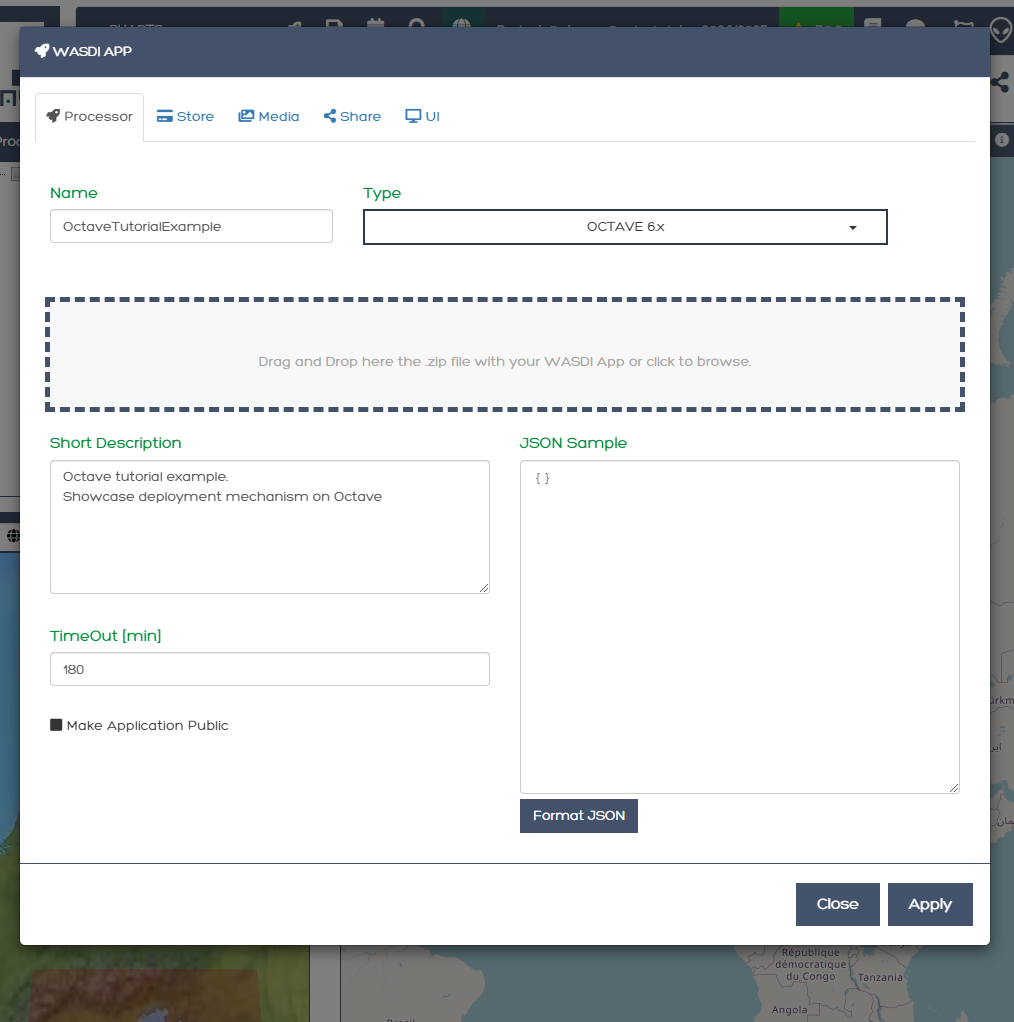 WASDI APP
Processor
Store
Media
Share
UI
Name
Type
OctaveTutorialExample
OCTAVE 6.x
Drag and Drop here the .zip file with your WASDI App or click to browse.
Short Description
JSON Sample
Octave tutorial example.
Showcase deployment mechanism on Octave
{ }
TimeOut [min]
180
Make Application Public
Format JSON
Close
Apply
République
démocratique
du Congo
Tanzania
Angola